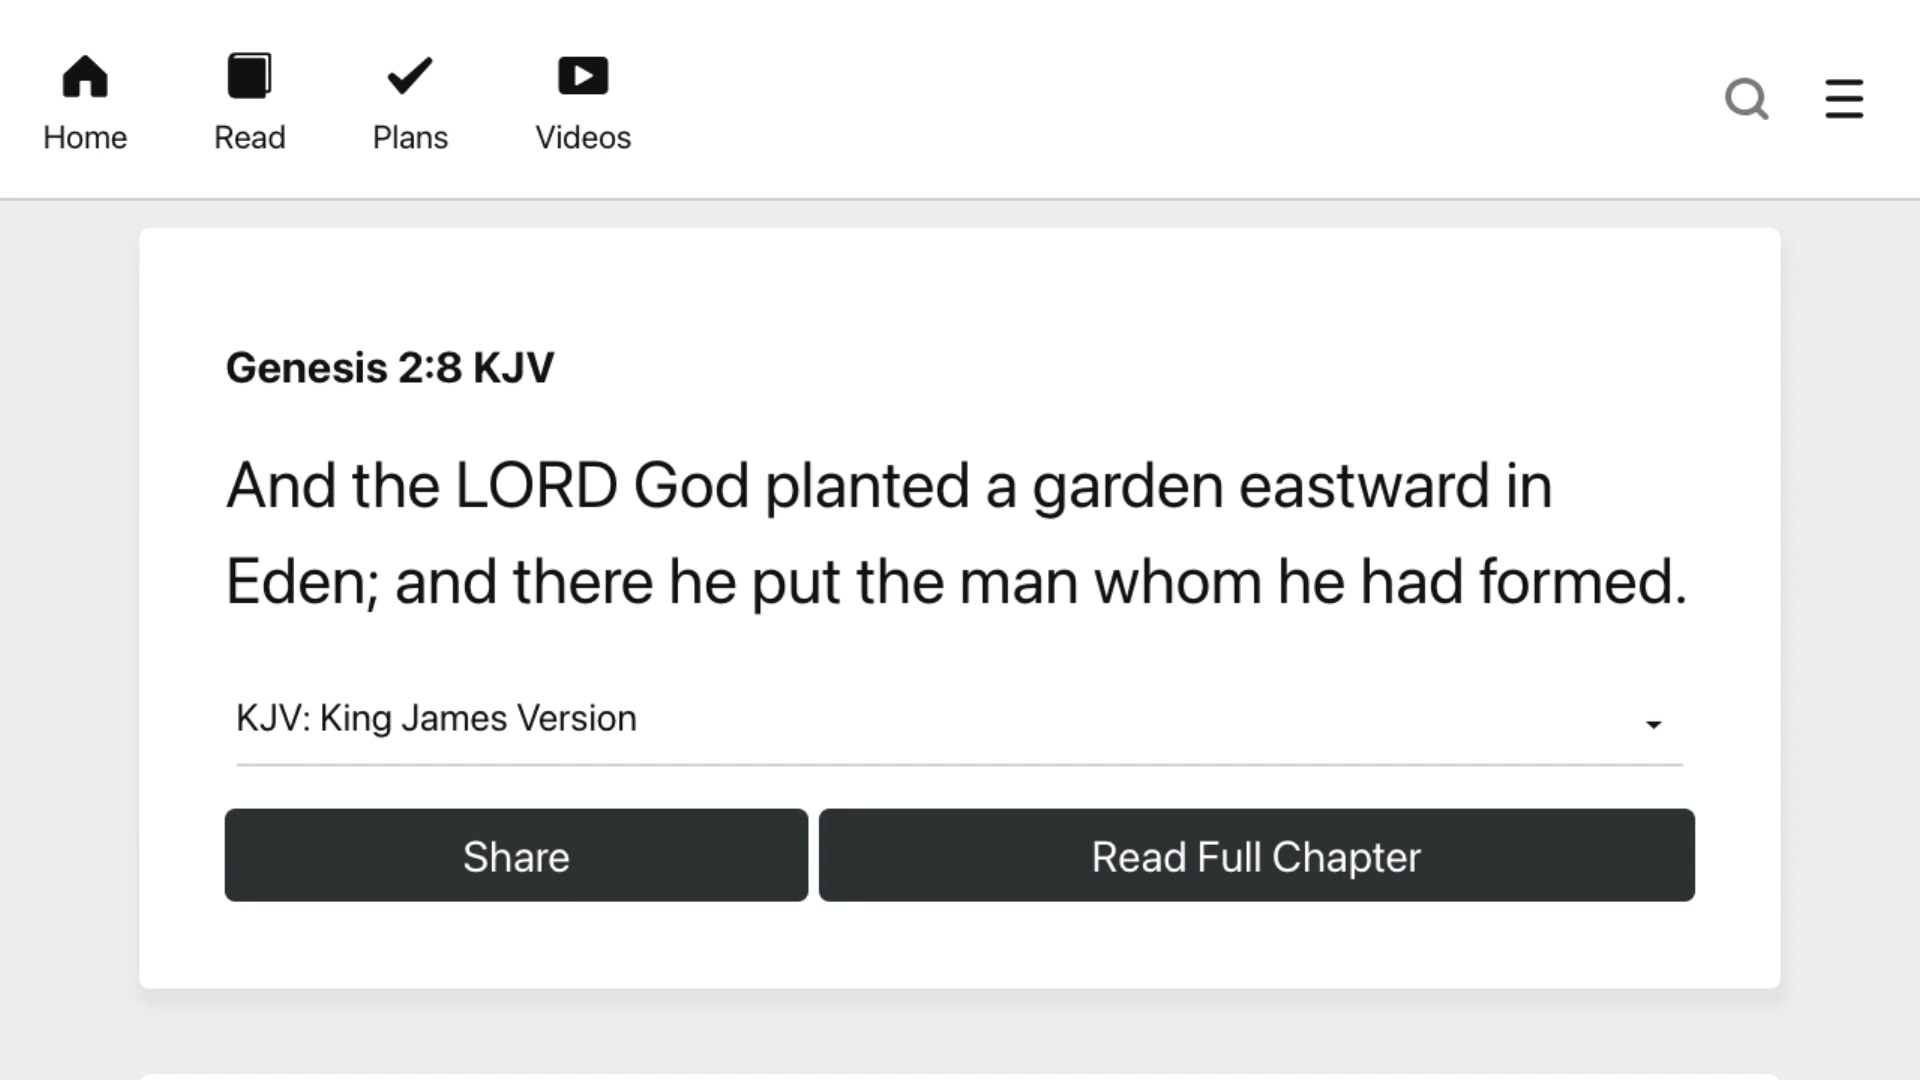 Home Read Plans Videos
Genesis 2:8 KJV
And the LORD God planted a garden eastward in
Eden; and there he put the man whom he had formed.
KJV: King James Version
Share Read Full Chapter